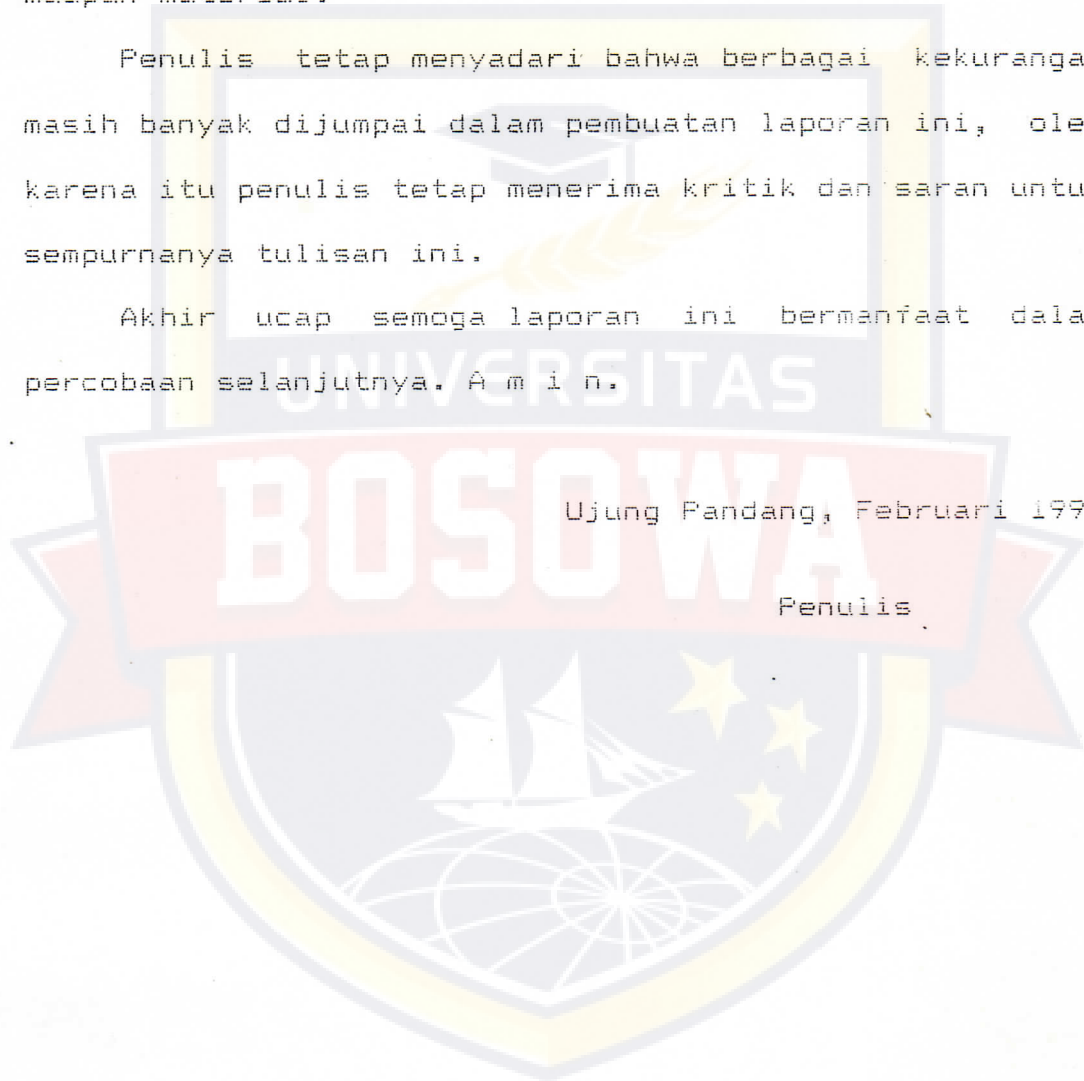 Penulis tetap menyadari bahwa berbagai kekuranga
masih banyak dijumpai dalam pembuatan laporan ini, ole
karena itu penulis tetap menerima kritik dan saran untu
sempurnanya tulisan ini.
Akhir ucap semoga laporan ini bermanfaat dala
percobaan selanjutnya. A m i n.
UNIVERSITAS
BOSOWA
Ujung Pandang, Februari 199
Penulis